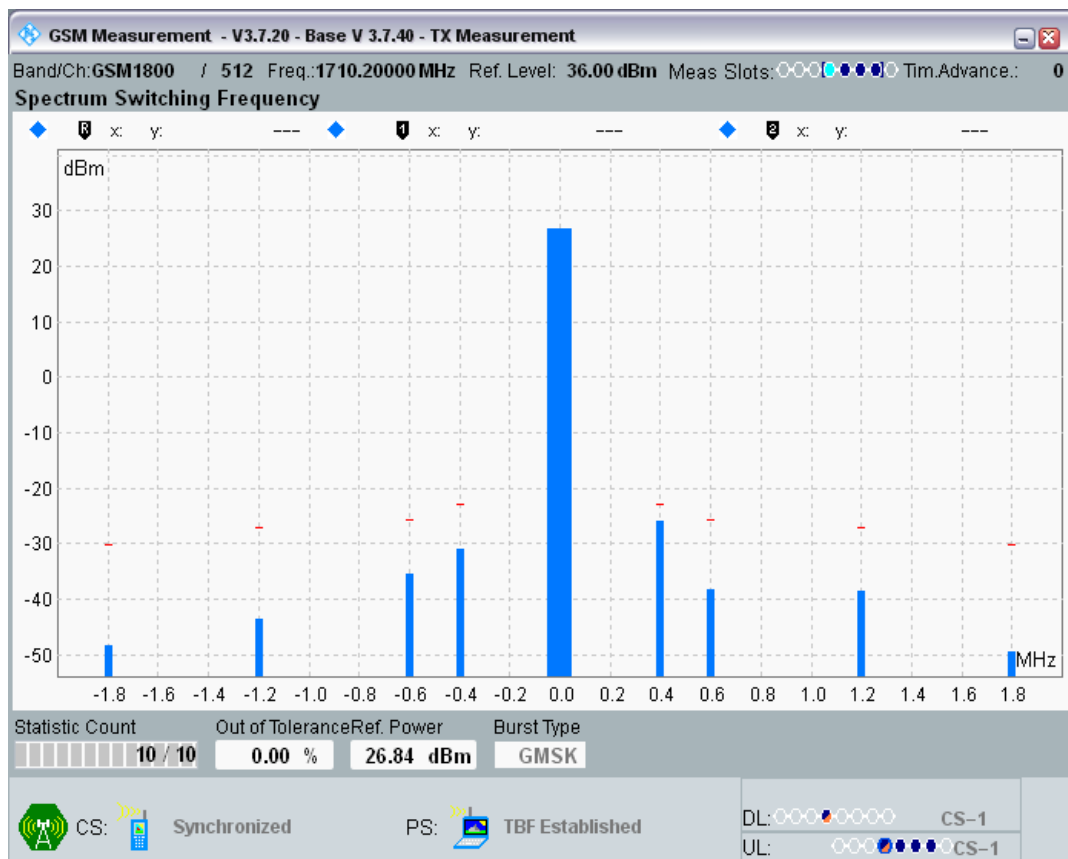 GSM Measurement - V3.7.20 - Base V 3.7.40 - TX Measurement
Band/Ch:GSM1800 / 512 Freq.:1710.20000 MHz Ref. Level: 36.00 dBm Meas Slots: Tim.Advance.: 0
Spectrum Switching Frequency
R x: y: --- 1 x: y: --- 2 x: y: ---
dBm
30
20
10
0
-10
-20
-30
-40
-50
MHz
-1.8 -1.6 -1.4 -1.2 -1.0 -0.8 -0.6 -0.4 -0.2 0.0 0.2 0.4 0.6 0.8 1.0 1.2 1.4 1.6 1.8
Statistic Count Out of Tolerance Ref. Power Burst Type
10 / 10 0.00 % 26.84 dBm GMSK
CS: Synchronized PS: TBF Established
DL: CS-1
UL: CS-1